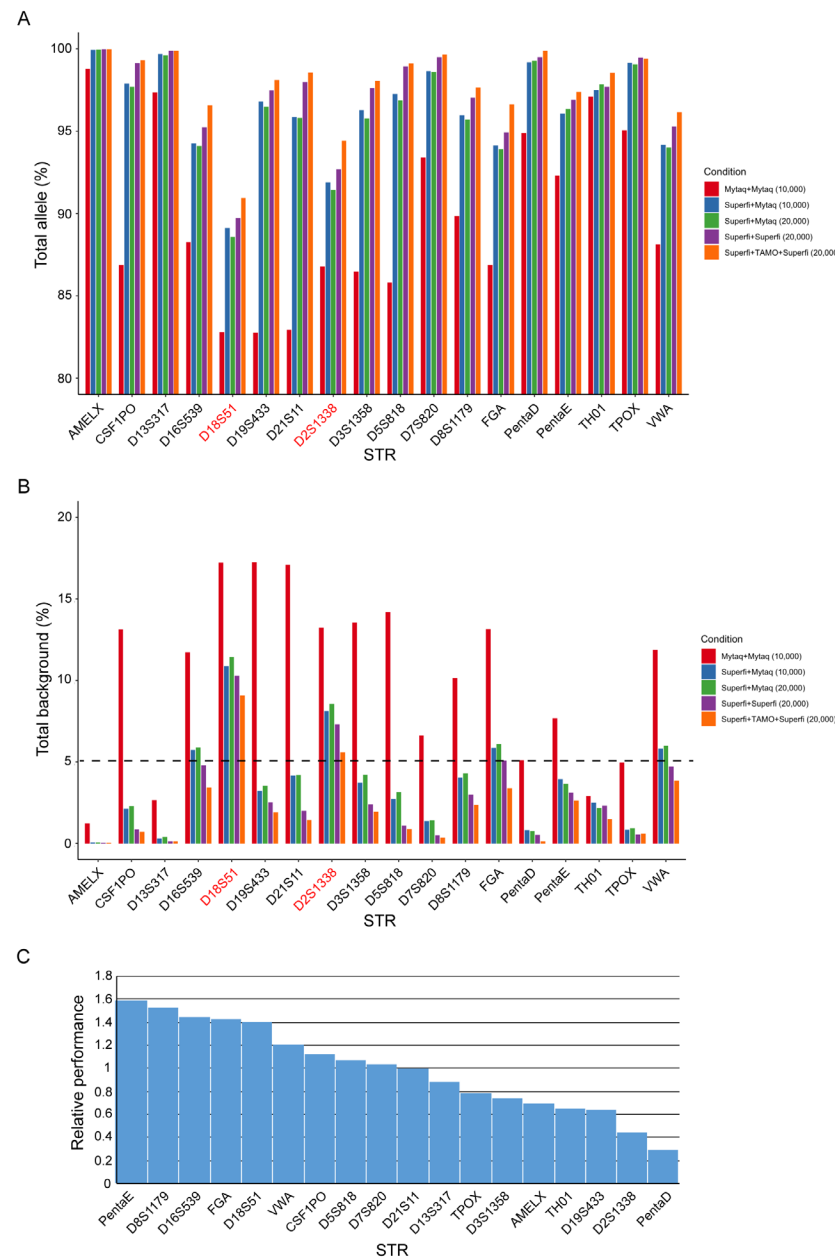 A
Total allele (%)
100
95
90
85
80
AMELX
CSF1PO
D13S317
D16S539
D18S51
D19S433
D21S11
D2S1338
D3S1358
D5S818
D7S820
D8S1179
FGA
PentaD
PentaE
TH01
TPOX
VWA
STR
Condition
Mytaq+Mytaq (10,000)
Superfi+Mytaq (10,000)
Superfi+Mytaq (20,000)
Superfi+Superfi (20,000)
Superfi+TAMO+Superfi (20,000
B
Total background (%)
20
15
10
5
0
AMELX
CSF1PO
D13S317
D16S539
D18S51
D19S433
D21S11
D2S1338
D3S1358
D5S818
D7S820
D8S1179
FGA
PentaD
PentaE
TH01
TPOX
VWA
STR
Condition
Mytaq+Mytaq (10,000)
Superfi+Mytaq (10,000)
Superfi+Mytaq (20,000)
Superfi+Superfi (20,000)
Superfi+TAMO+Superfi (20,000)
C
Relative performance
1.8
1.6
1.4
1.2
1
0.8
0.6
0.4
0.2
0
PentaE
D8S1179
D16S539
FGA
D18S51
VWA
CSF1PO
D5S818
D7S820
D21S11
D13S317
TPOX
D3S1358
AMELX
TH01
D19S433
D2S1338
PentaD
STR